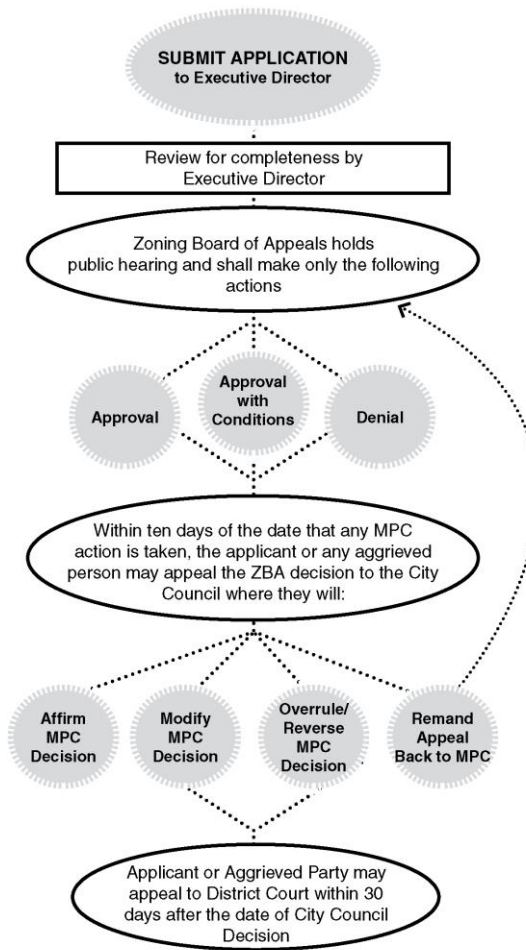 SUBMIT APPLICATION
to Executive Director
Review for completeness by
Executive Director
Zoning Board of Appeals holds
public hearing and shall make only the following
actions
Approval
Approval
with
Conditions
Denial
Within ten days of the date that any MPC
action is taken, the applicant or any aggrieved
person may appeal the ZBA decision to the City
Council where they will:
Affirm
MPC
Decision
Modify
MPC
Decision
Overrule/
Reverse
MPC
Decision
Remand
Appeal
Back to MPC
Applicant or Aggrieved Party may
appeal to District Court within 30
days after the date of City Council
Decision